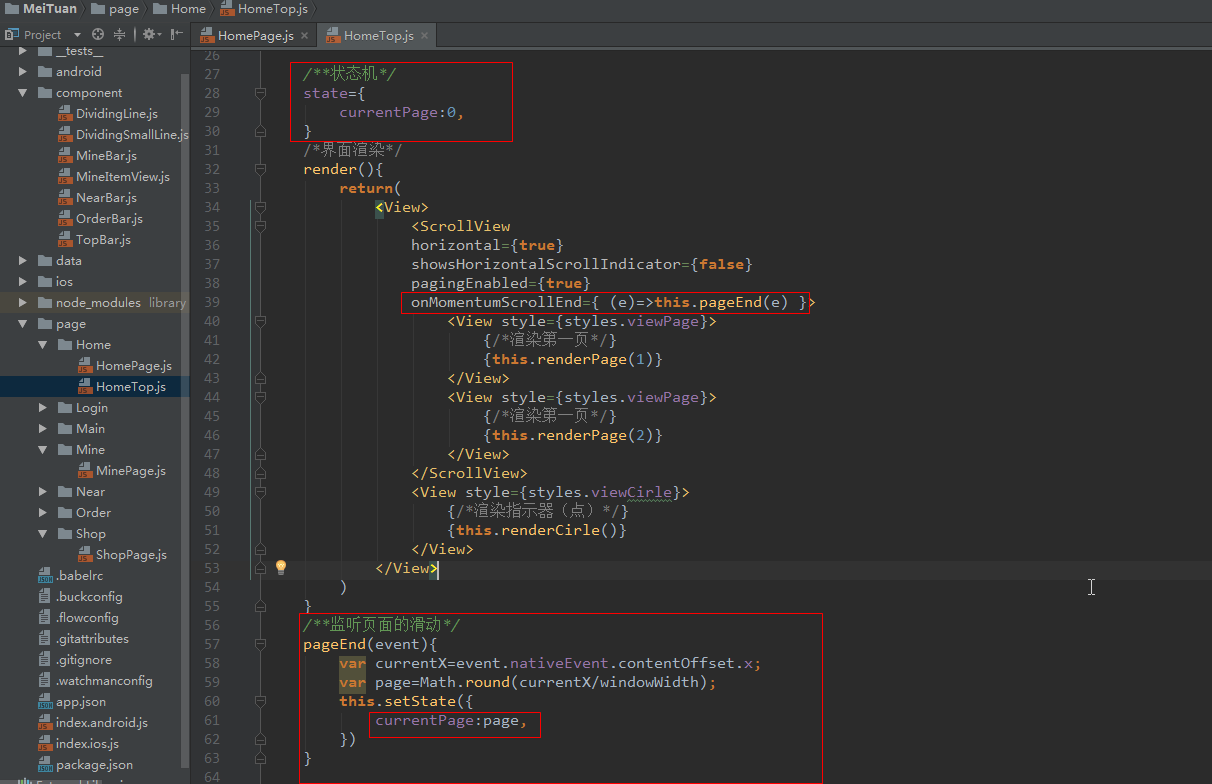 MeiTuan page Home HomeTop.js
Project
HomePage.js × HomeTop.js ×
__tests__
android
component
DividingLine.js
DividingSmallLine.js
MineBar.js
MineItemView.js
NearBar.js
OrderBar.js
TopBar.js
data
ios
node_modules library
page
Home
HomePage.js
HomeTop.js
Login
Main
Mine
MinePage.js
Near
Order
Shop
ShopPage.js
.babelrc
.buckconfig
.flowconfig
.gitattributes
.gitignore
.watchmanconfig
app.json
index.android.js
index.ios.js
package.json
26
27 /**状态机*/
28 state={
29 currentPage:0,
30 }
31 /*界面渲染*/
32 render(){
33 return(
34 <View>
35 <ScrollView
36 horizontal={true}
37 showsHorizontalScrollIndicator={false}
38 pagingEnabled={true}
39 onMomentumScrollEnd={ (e)=>this.pageEnd(e) }>
40 <View style={styles.viewPage}>
41 {/*渲染第一页*/}
42 {this.renderPage(1)}
43 </View>
44 <View style={styles.viewPage}>
45 {/*渲染第一页*/}
46 {this.renderPage(2)}
47 </View>
48 </ScrollView>
49 <View style={styles.viewCirle}>
50 {/*渲染指示器（点）*/}
51 {this.renderCirle()}
52 </View>
53 </View>
54 )
55 }
56 /**监听页面的滑动*/
57 pageEnd(event){
58 var currentX=event.nativeEvent.contentOffset.x;
59 var page=Math.round(currentX/windowWidth);
60 this.setState({
61 currentPage:page,
62 })
63 }
64